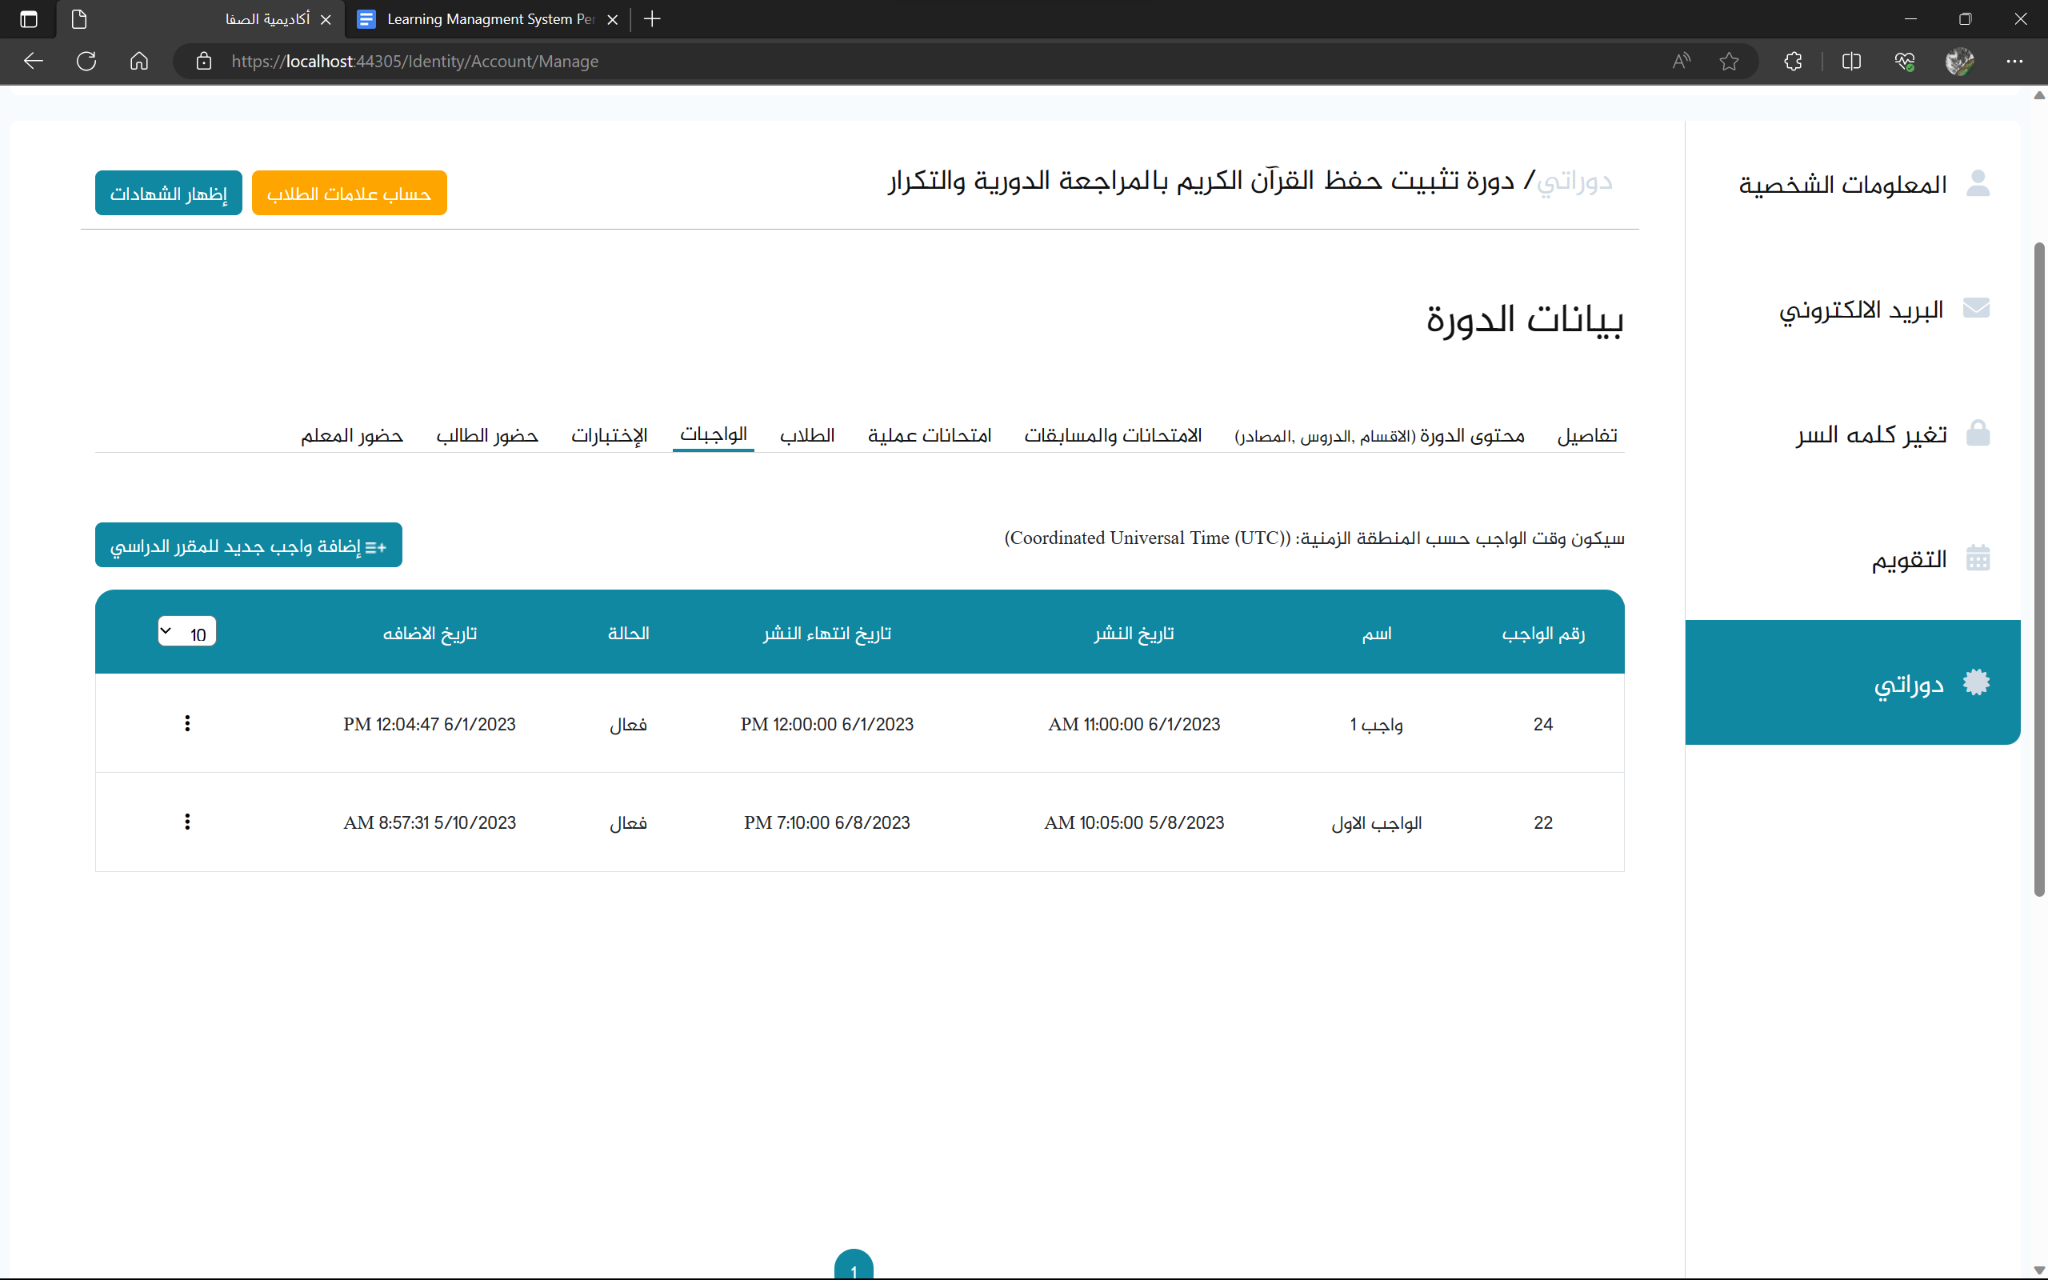 أكاديمية الصفا
Learning Managment System Per
https://localhost:44305/Identity/Account/Manage
المعلومات الشخصية
البريد الالكتروني
تغير كلمه السر
التقويم
دوراتي
دوراتي/ دورة تثبيت حفظ القرآن الكريم بالمراجعة الدورية والتكرار
حساب علامات الطلاب
إظهار الشهادات
بيانات الدورة
تفاصيل محتوى الدورة (الاقسام ,الدروس ,المصادر) الامتحانات والمسابقات امتحانات عملية الطلاب الواجبات الإختبارات حضور الطالب حضور المعلم
سيكون وقت الواجب حسب المنطقة الزمنية: (Coordinated Universal Time (UTC))
إضافة واجب جديد للمقرر الدراسي
رقم الواجب اسم تاريخ النشر تاريخ انتهاء النشر الحالة تاريخ الاضافه 10
24 واجب 1 6/1/2023 11:00:00 AM 6/1/2023 12:00:00 PM فعال 6/1/2023 12:04:47 PM
22 الواجب الاول 5/8/2023 10:05:00 AM 6/8/2023 7:10:00 PM فعال 5/10/2023 8:57:31 AM
1